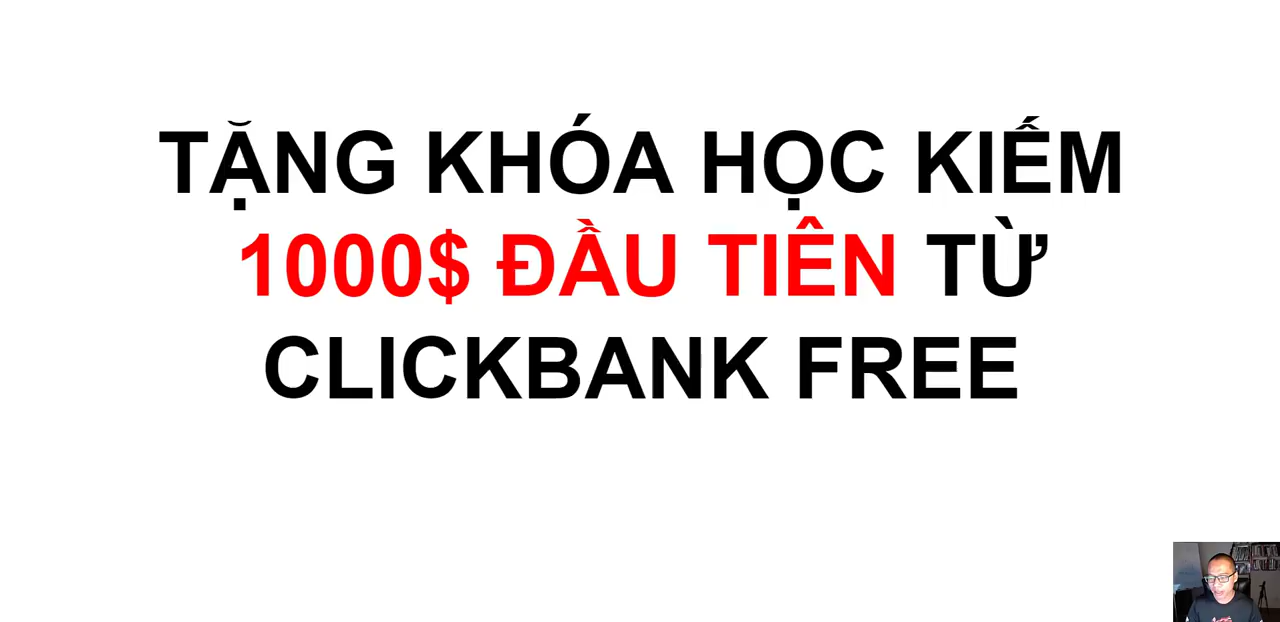 TẶNG KHÓA HỌC KIẾM
1000$ ĐẦU TIÊN TỪ
CLICKBANK FREE